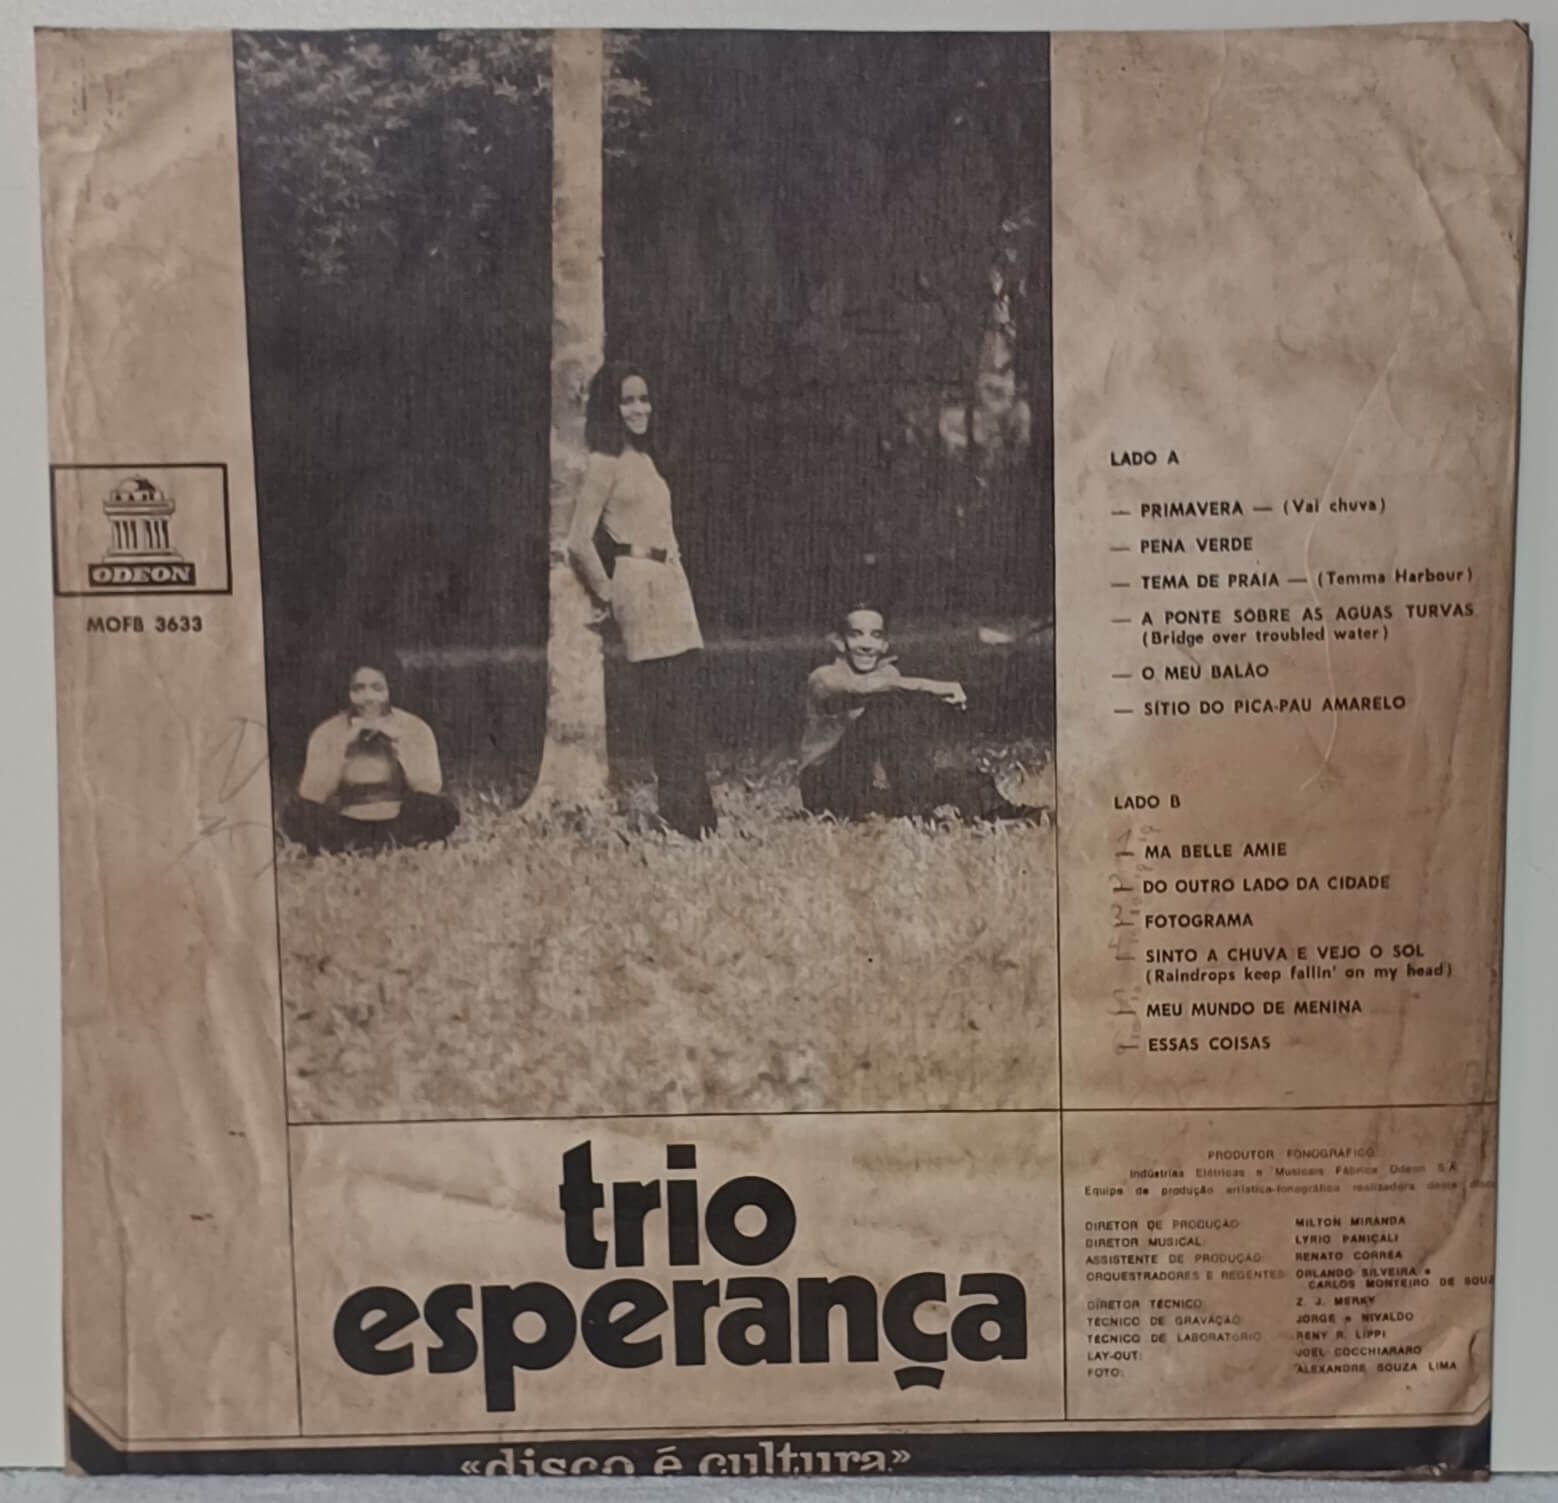 ODEON
MOFB 3633
LADO A
— PRIMAVERA — (Vai chuva)
— PENA VERDE
— TEMA DE PRAIA — (Temma Harbour)
— A PONTE SÔBRE AS AGUAS TURVAS
(Bridge over troubled water)
— O MEU BALÃO
— SÍTIO DO PICA-PAU AMARELO
LADO B
— MA BELLE AMIE
— DO OUTRO LADO DA CIDADE
— FOTOGRAMA
— SINTO A CHUVA E VEJO O SOL
(Raindrops keep fallin' on my head)
— MEU MUNDO DE MENINA
— ESSAS COISAS
trio
esperança
PRODUTOR FONOGRÁFICO
Indústrias Elétricas e Musicais Fábrica Odeon S.A.
Equipe de produção artística-fonográfica realizadora deste disco
DIRETOR DE PRODUÇÃO: MILTON MIRANDA
DIRETOR MUSICAL: LYRIO PANICALI
ASSISTENTE DE PRODUÇÃO: RENATO CORRÊA
ORQUESTRADORES E REGENTES: ORLANDO SILVEIRA e
CARLOS MONTEIRO DE SOUZ
DIRETOR TÉCNICO: Z. J. MERKY
TÉCNICO DE GRAVAÇÃO: JORGE e NIVALDO
TÉCNICO DE LABORATÓRIO: RENY R. LIPPI
LAY-OUT: JOEL COCCHIARARO
FOTO: ALEXANDRE SOUZA LIMA
«disco é cultura»